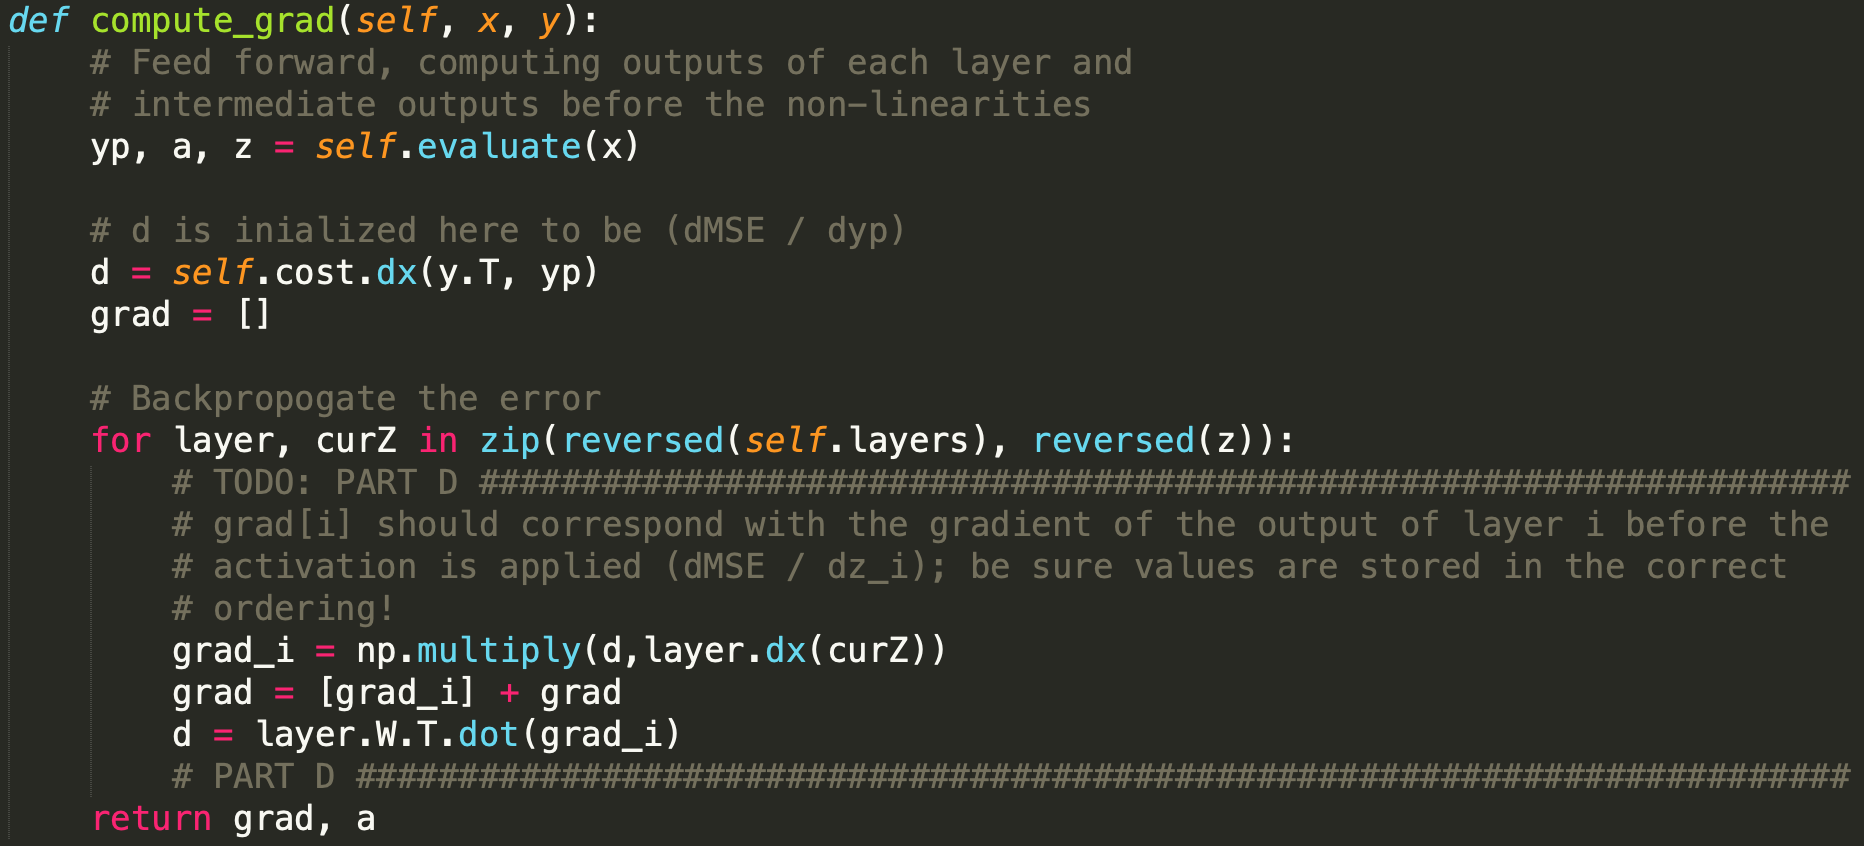 def compute_grad(self, x, y):
    # Feed forward, computing outputs of each layer and
    # intermediate outputs before the non-linearities
    yp, a, z = self.evaluate(x)

    # d is inialized here to be (dMSE / dyp)
    d = self.cost.dx(y.T, yp)
    grad = []

    # Backpropogate the error
    for layer, curZ in zip(reversed(self.layers), reversed(z)):
        # TODO: PART D ###################################################################
        # grad[i] should correspond with the gradient of the output of layer i before the
        # activation is applied (dMSE / dz_i); be sure values are stored in the correct
        # ordering!
        grad_i = np.multiply(d,layer.dx(curZ))
        grad = [grad_i] + grad
        d = layer.W.T.dot(grad_i)
        # PART D #########################################################################
    return grad, a